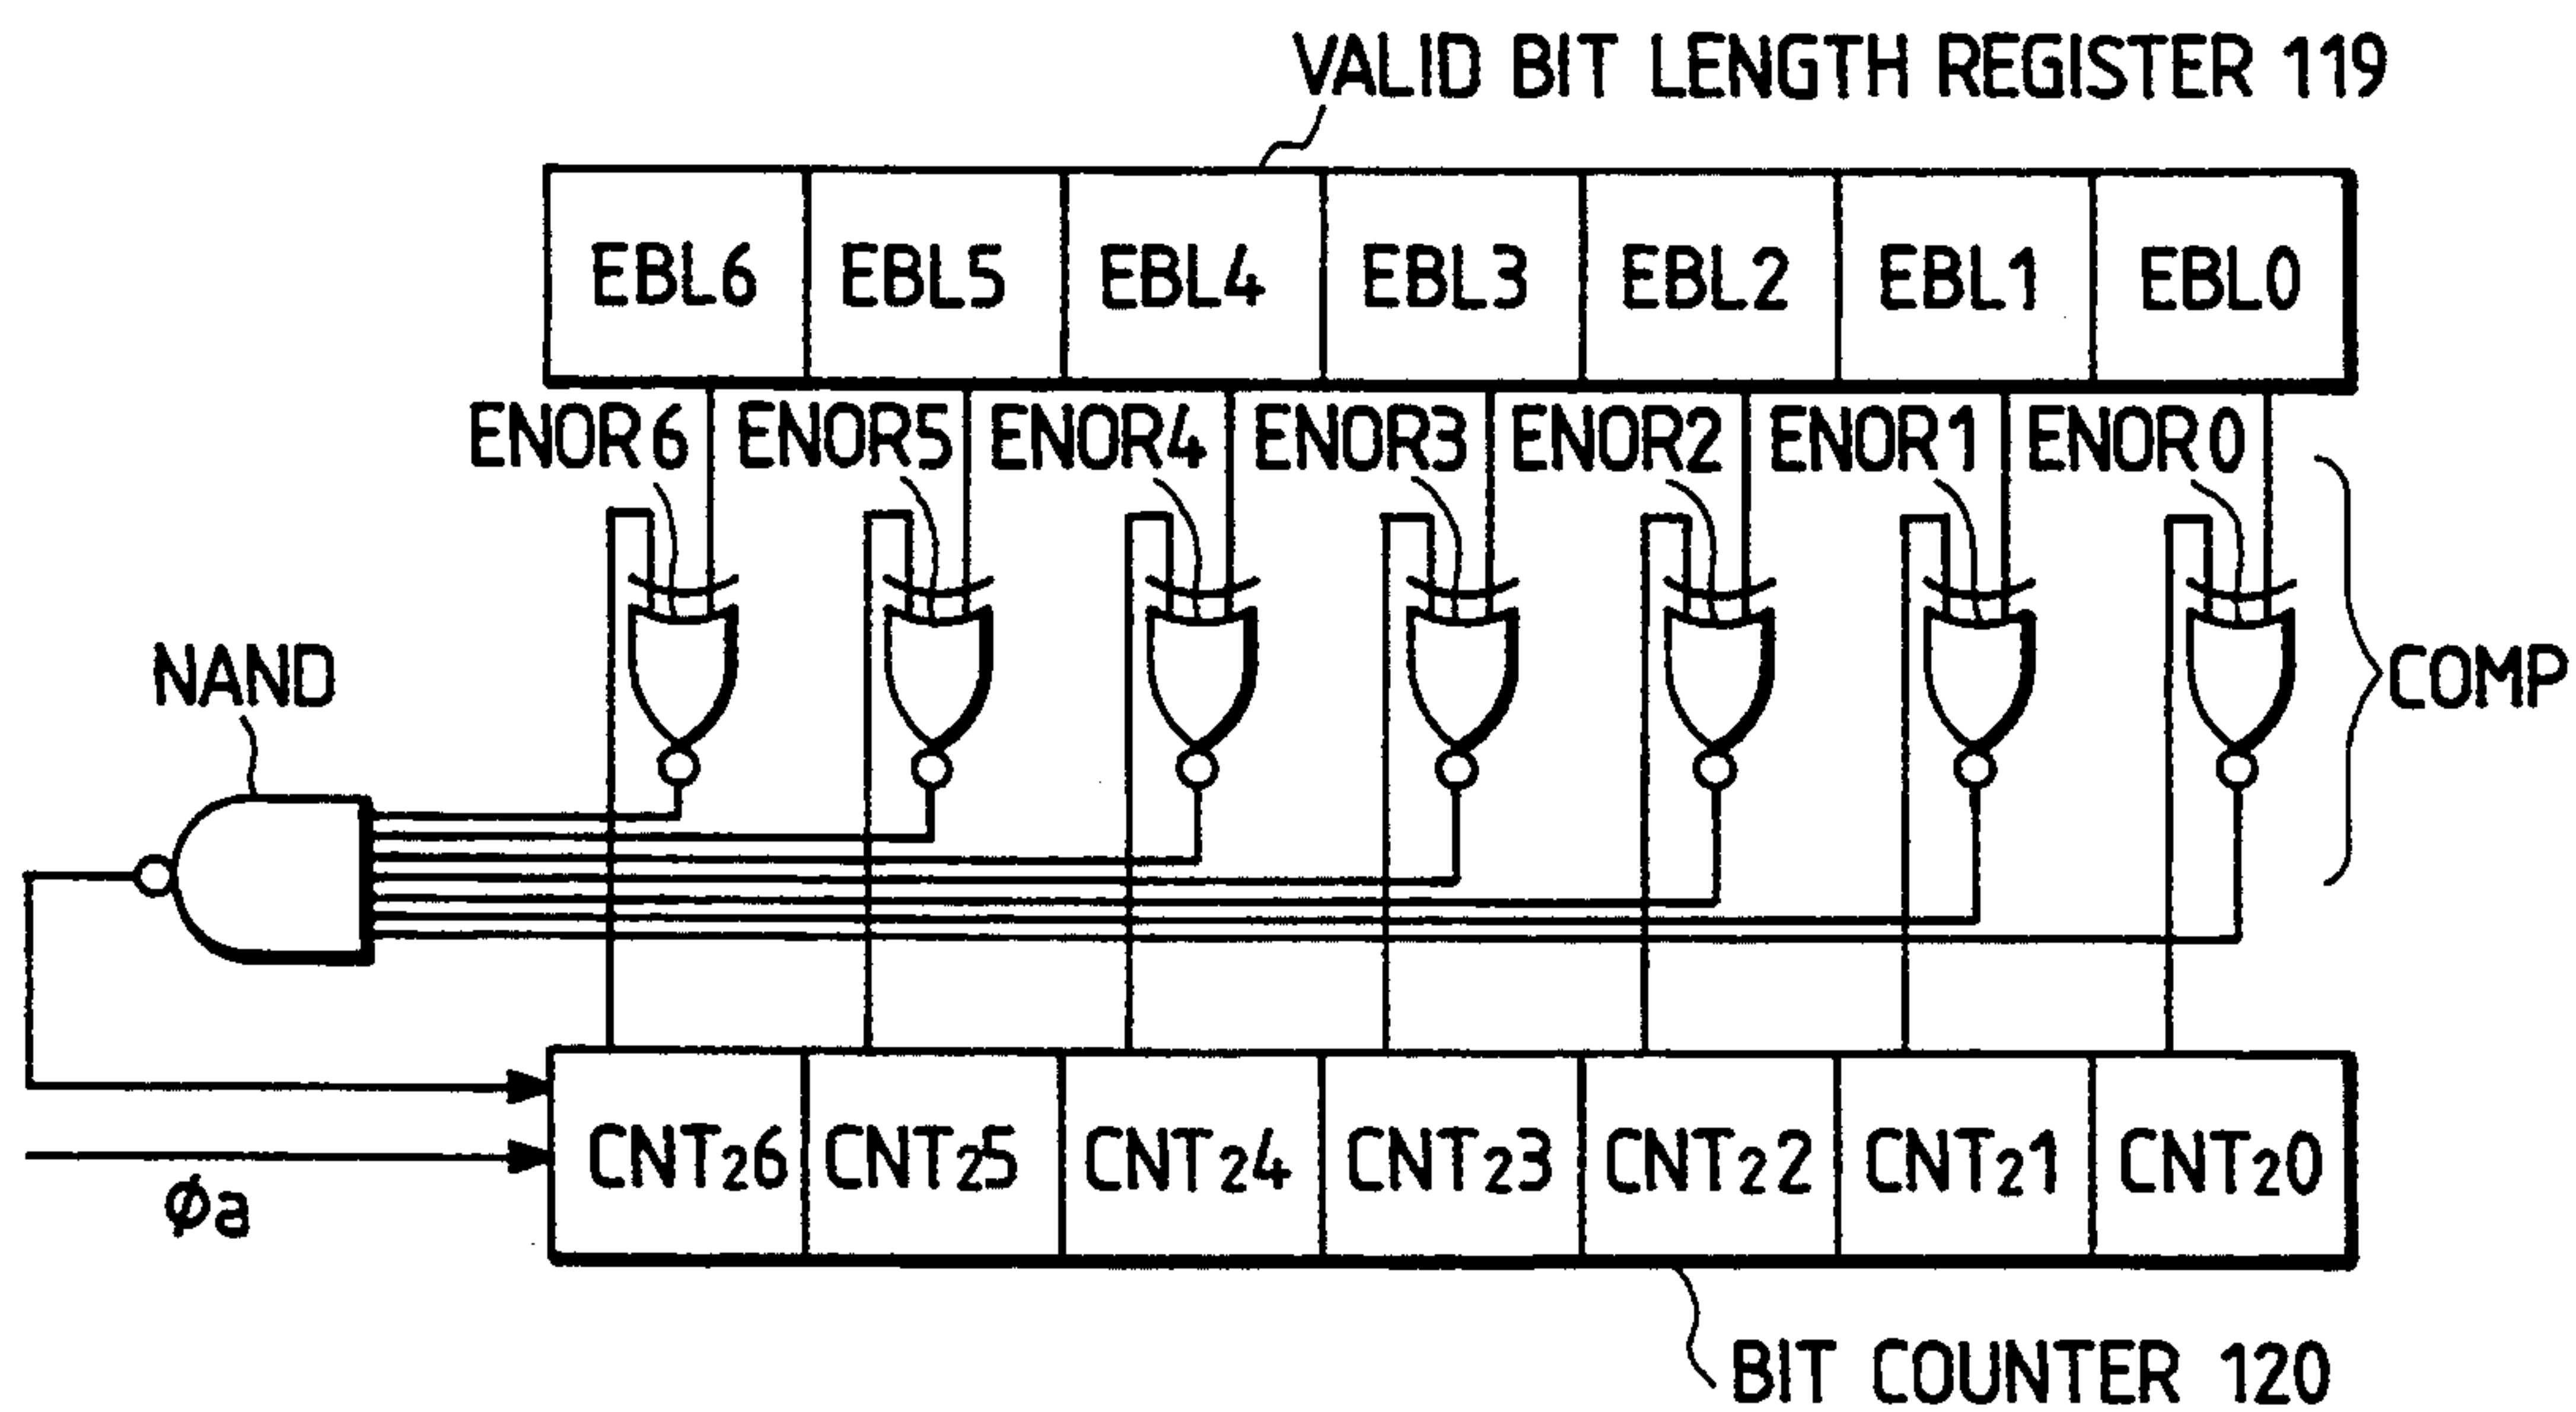 VALID BIT LENGTH REGISTER 119
EBL6 EBL5 EBL4 EBL3 EBL2 EBL1 EBL0
ENOR6 ENOR5 ENOR4 ENOR3 ENOR2 ENOR1 ENOR0
NAND
COMP
CNT₂6 CNT₂5 CNT₂4 CNT₂3 CNT₂2 CNT₂1 CNT₂0
φa
BIT COUNTER 120